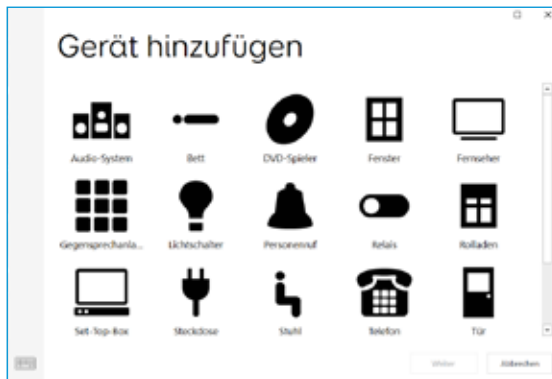 Gerät hinzufügen
Audio-System Bett DVD-Spieler Fenster Fernseher
Gegensprechanla... Lichtschalter Personenruf Relais Rolladen
Set-Top-Box Steckdose Stuhl Telefon Tür
Weiter Abbrechen